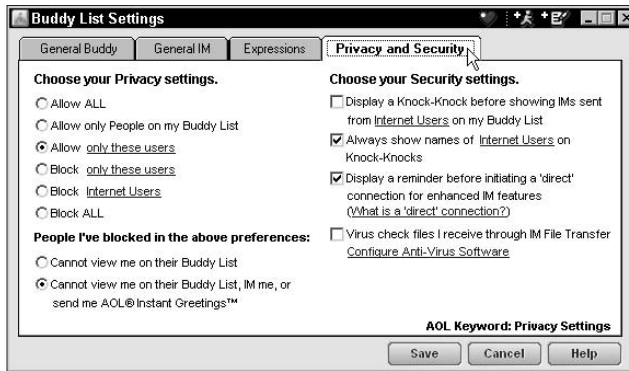 Buddy List Settings
General Buddy
General IM
Expressions
Privacy and Security
Choose your Privacy settings.
Allow ALL
Allow only People on my Buddy List
Allow only these users
Block only these users
Block Internet Users
Block ALL
People I've blocked in the above preferences:
Cannot view me on their Buddy List
Cannot view me on their Buddy List, IM me, or
send me AOL® Instant Greetings™
Choose your Security settings.
Display a Knock-Knock before showing IMs sent
from Internet Users on my Buddy List
Always show names of Internet Users on
Knock-Knocks
Display a reminder before initiating a 'direct'
connection for enhanced IM features
(What is a 'direct' connection?)
Virus check files I receive through IM File Transfer
Configure Anti-Virus Software
AOL Keyword: Privacy Settings
Save
Cancel
Help